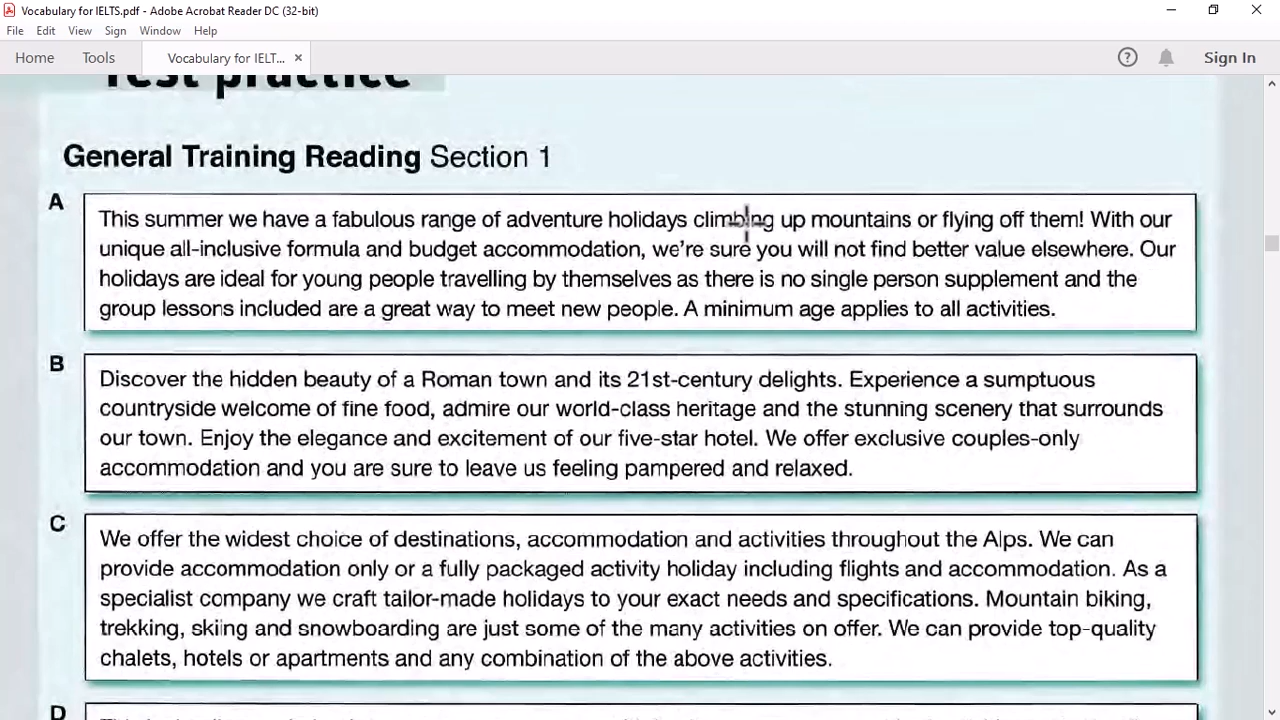 Vocabulary for IELTS.pdf - Adobe Acrobat Reader DC (32-bit)
File Edit View Sign Window Help
Home Tools Vocabulary for IELT... Sign In
Test practice
General Training Reading Section 1
A
This summer we have a fabulous range of adventure holidays climbing up mountains or flying off them! With our
unique all-inclusive formula and budget accommodation, we're sure you will not find better value elsewhere. Our
holidays are ideal for young people travelling by themselves as there is no single person supplement and the
group lessons included are a great way to meet new people. A minimum age applies to all activities.
B
Discover the hidden beauty of a Roman town and its 21st-century delights. Experience a sumptuous
countryside welcome of fine food, admire our world-class heritage and the stunning scenery that surrounds
our town. Enjoy the elegance and excitement of our five-star hotel. We offer exclusive couples-only
accommodation and you are sure to leave us feeling pampered and relaxed.
C
We offer the widest choice of destinations, accommodation and activities throughout the Alps. We can
provide accommodation only or a fully packaged activity holiday including flights and accommodation. As a
specialist company we craft tailor-made holidays to your exact needs and specifications. Mountain biking,
trekking, skiing and snowboarding are just some of the many activities on offer. We can provide top-quality
chalets, hotels or apartments and any combination of the above activities.
D